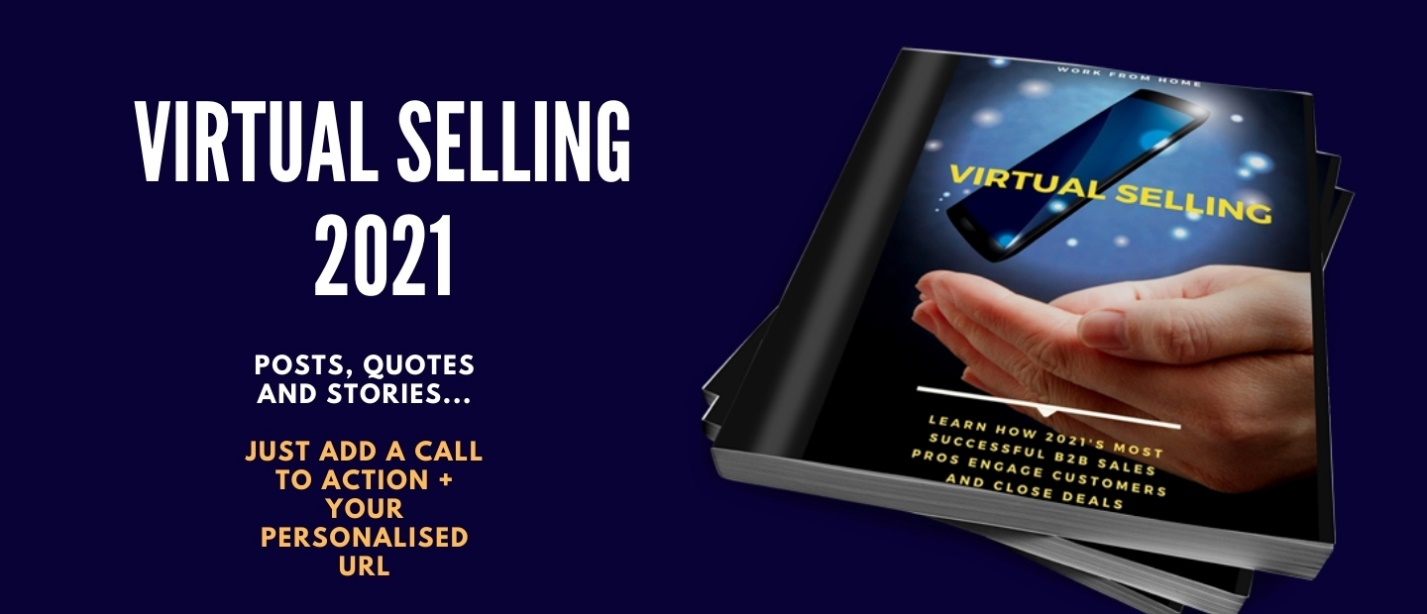 VIRTUAL SELLING
2021
POSTS, QUOTES
AND STORIES...
JUST ADD A CALL
TO ACTION +
YOUR
PERSONALISED
URL
WORK FROM HOME
VIRTUAL SELLING
LEARN HOW 2021'S MOST
SUCCESSFUL B2B SALES
PROS ENGAGE CUSTOMERS
AND CLOSE DEALS